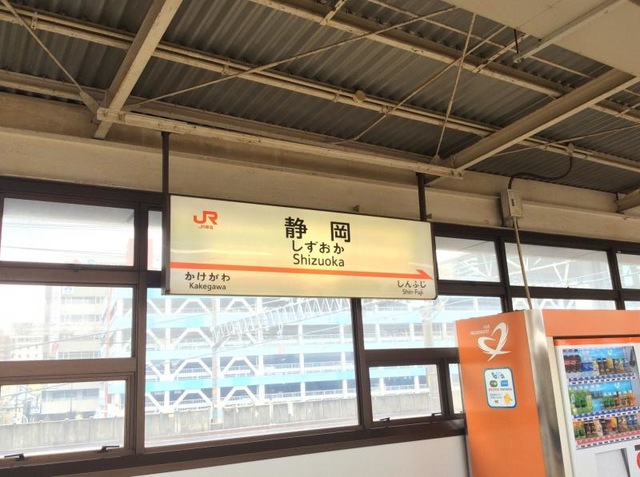 JR
JR東海
静岡
しずおか
Shizuoka
かけがわ
Kakegawa
しんふじ
Shin-Fuji